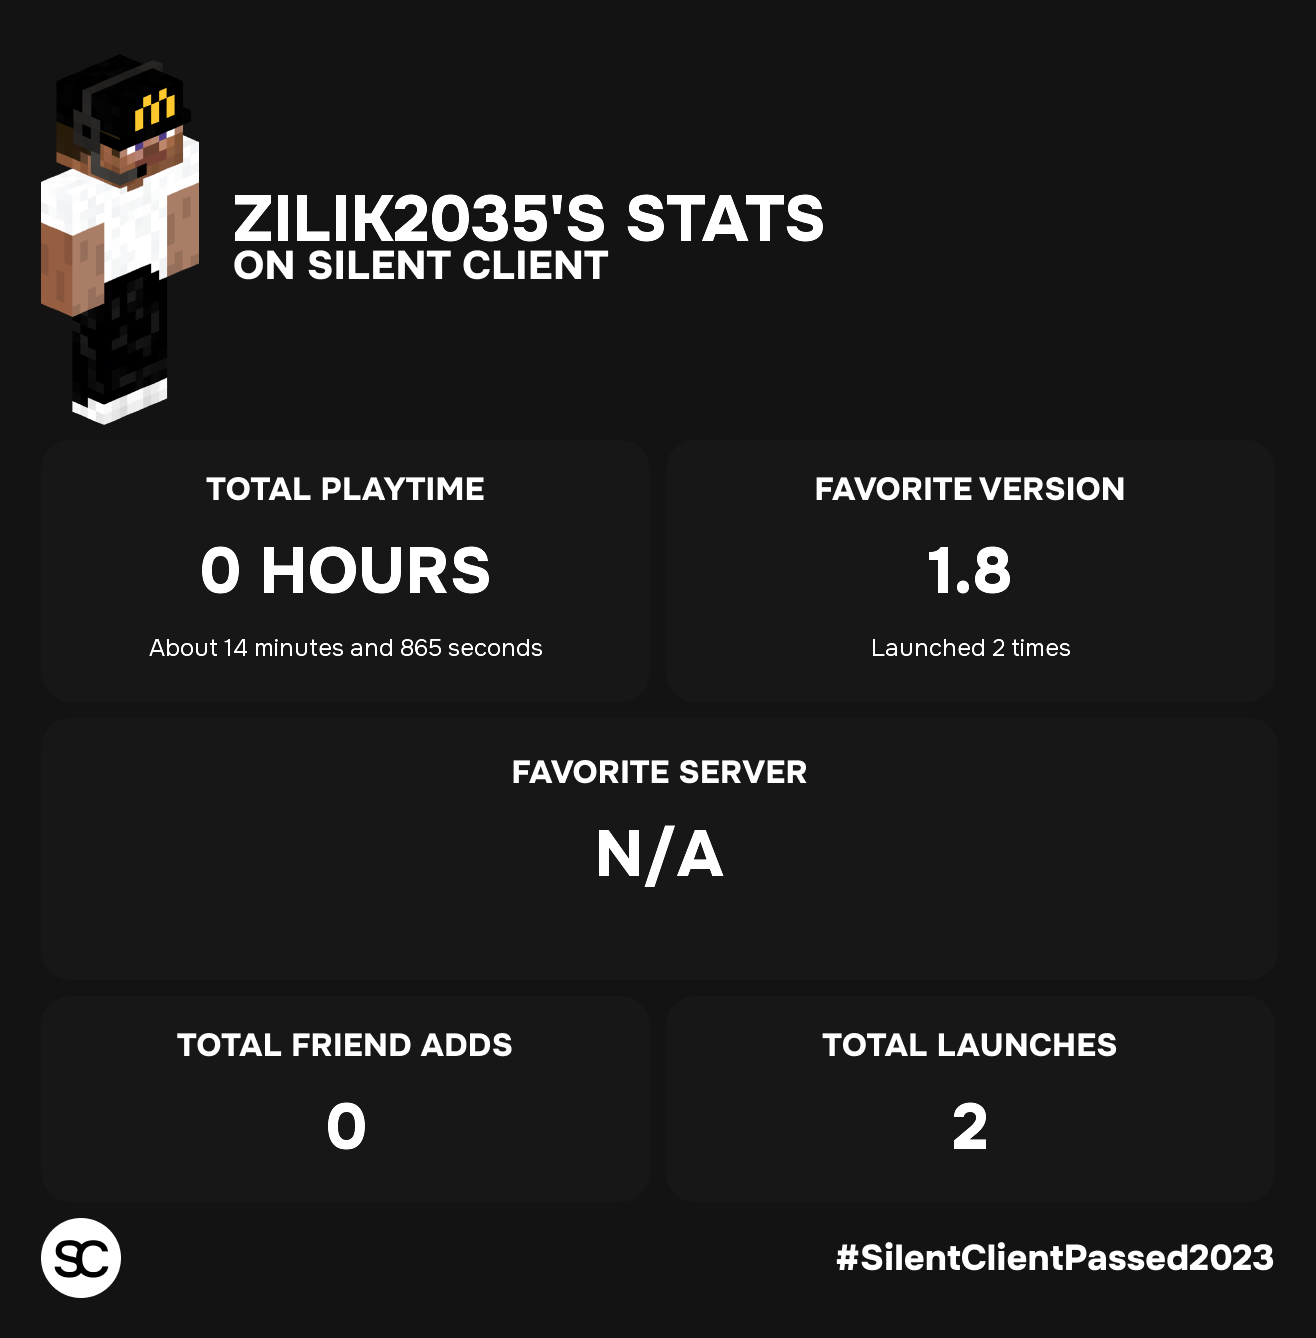 ZILIK2035'S STATS
ON SILENT CLIENT
TOTAL PLAYTIME
0 HOURS
About 14 minutes and 865 seconds
FAVORITE VERSION
1.8
Launched 2 times
FAVORITE SERVER
N/A
TOTAL FRIEND ADDS
0
TOTAL LAUNCHES
2
SC
#SilentClientPassed2023